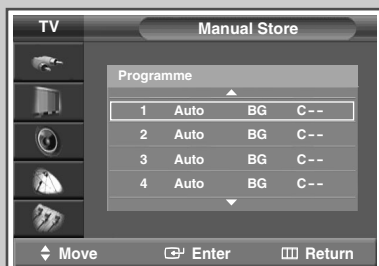 TV Manual Store
Programme
1 Auto BG C--
2 Auto BG C--
3 Auto BG C--
4 Auto BG C--
Move Enter Return